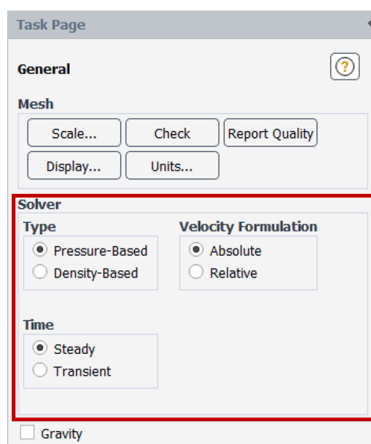 Task Page
General
?
Mesh
Scale... Check Report Quality
Display... Units...
Solver
Type Velocity Formulation
Pressure-Based Absolute
Density-Based Relative
Time
Steady
Transient
Gravity